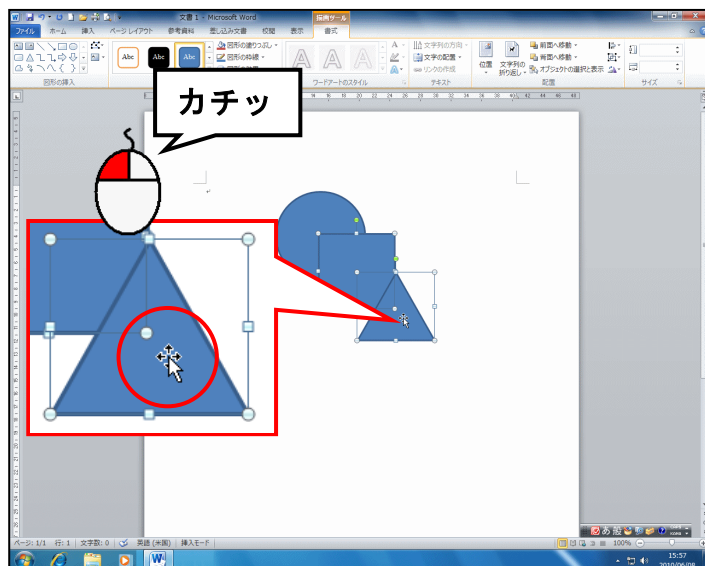 文書 1 - Microsoft Word
描画ツール
ファイル
ホーム
挿入
ページ レイアウト
参考資料
差し込み文書
校閲
表示
書式
Abc
Abc
Abc
図形の塗りつぶし
図形の枠線
文字列の方向
文字の配置
リンクの作成
位置
文字列の
折り返し
前面へ移動
背面へ移動
オブジェクトの選択と表示
図形の挿入
ワードアートのスタイル
テキスト
配置
サイズ
カチッ
ページ: 1/1
行: 1
文字数: 0
英語 (米国)
挿入モード
あ 般
100%
15:57
2010/06/08